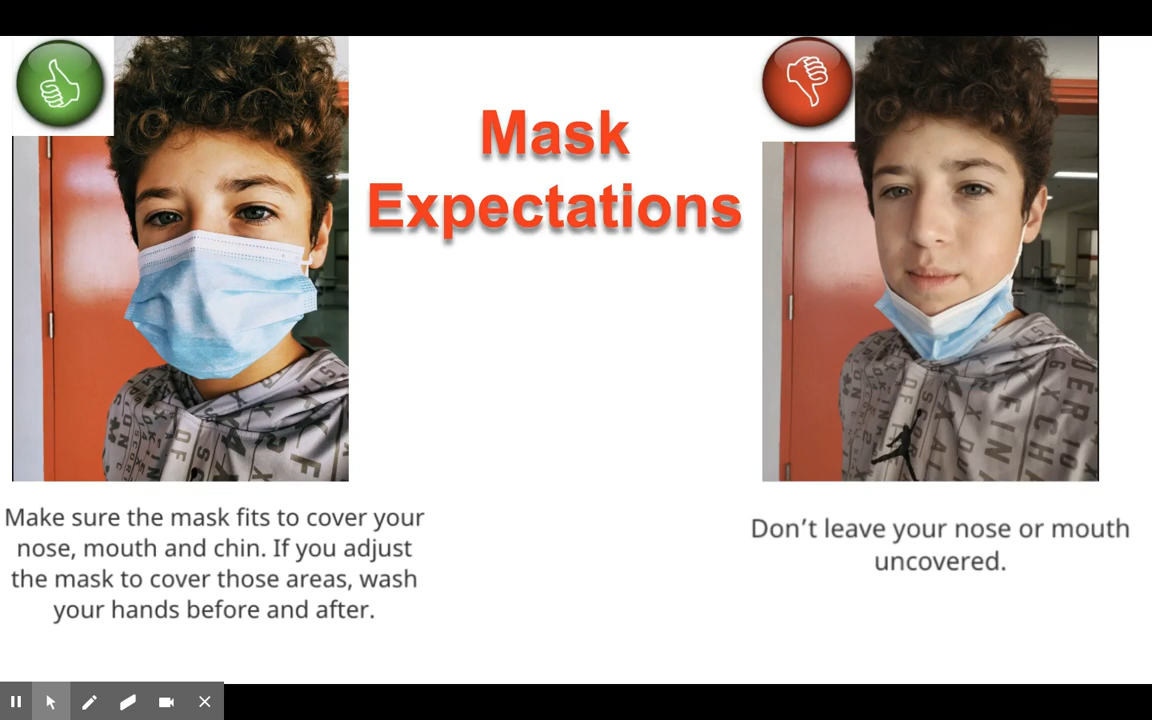 Mask
Expectations
Make sure the mask fits to cover your
nose, mouth and chin. If you adjust
the mask to cover those areas, wash
your hands before and after.
Don’t leave your nose or mouth
uncovered.